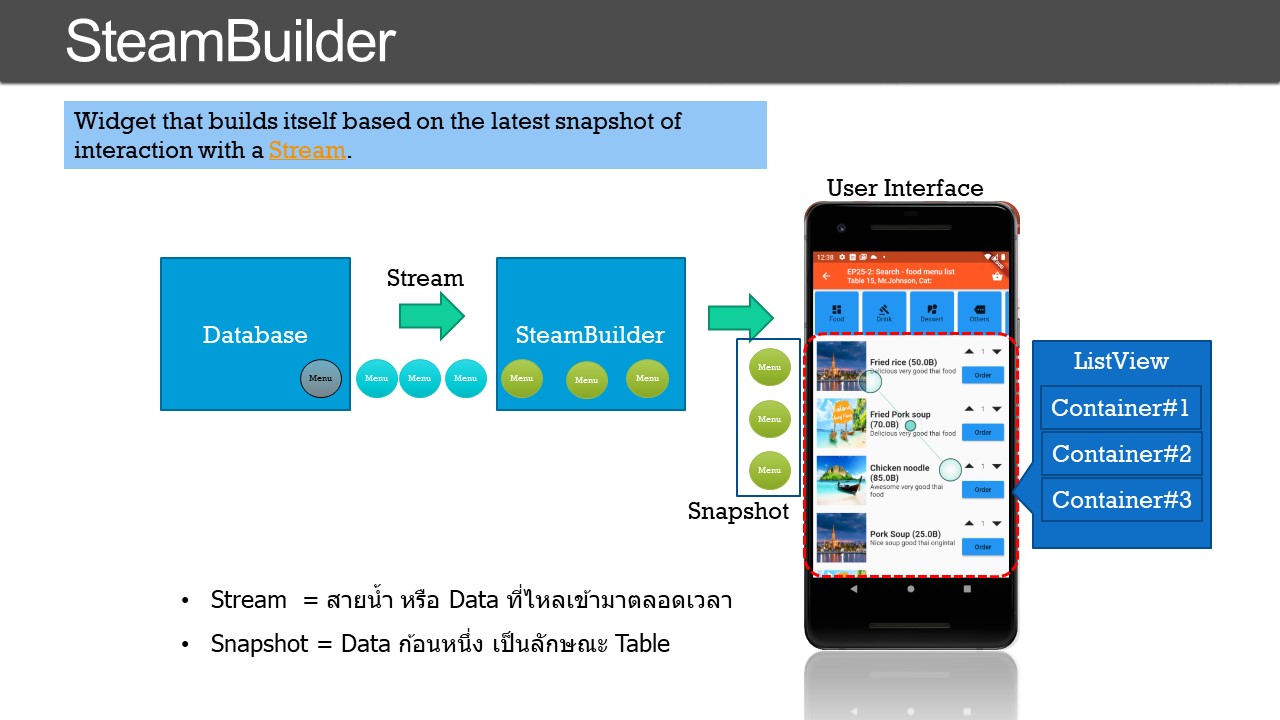 SteamBuilder
Widget that builds itself based on the latest snapshot of
interaction with a Stream.
User Interface
Stream
Database
SteamBuilder
Menu
Menu
Menu
Menu
Menu
Menu
Menu
Menu
Menu
Menu
Snapshot
12:38
EP25-2: Search - food menu list
Table 15, Mr.Johnson, Cat:
Food
Drink
Dessert
Others
Fried rice (50.0B)
Delicious very good thai food
1
Order
Fried Pork soup
(70.0B)
Delicious very good thai food
1
Order
Chicken noodle
(85.0B)
Awesome very good thai
food
1
Order
Pork Soup (25.0B)
Nice soup good thai origintal
1
Order
ListView
Container#1
Container#2
Container#3
• Stream = สายน้ำ หรือ Data ที่ไหลเข้ามาตลอดเวลา
• Snapshot = Data ก้อนหนึ่ง เป็นลักษณะ Table